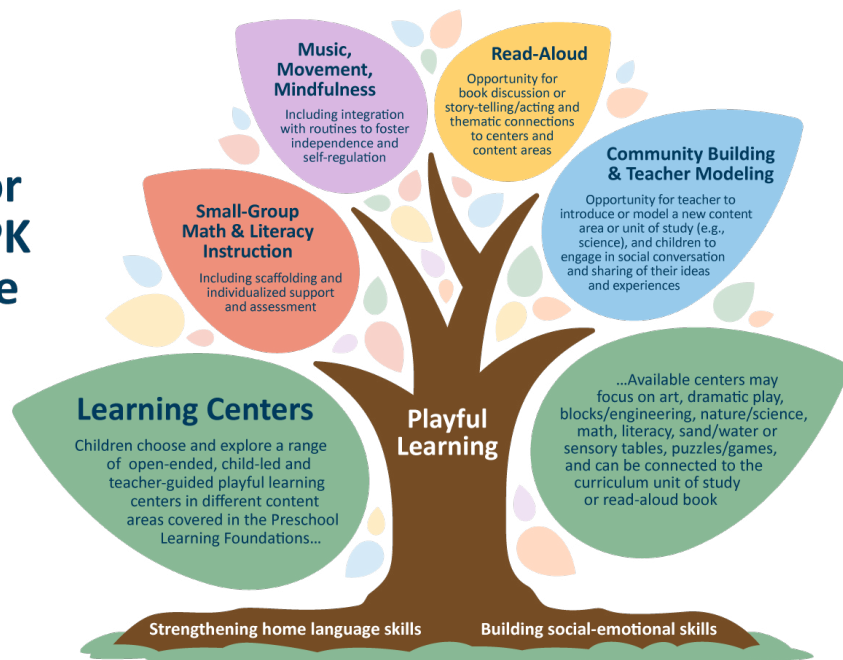 or
PK
e
Music,
Movement,
Mindfulness
Including integration
with routines to foster
independence and
self-regulation
Read-Aloud
Opportunity for
book discussion or
story-telling/acting and
thematic connections
to centers and
content areas
Small-Group
Math & Literacy
Instruction
Including scaffolding and
individualized support
and assessment
Community Building
& Teacher Modeling
Opportunity for teacher to
introduce or model a new content
area or unit of study (e.g.,
science), and children to
engage in social conversation
and sharing of their ideas
and experiences
Learning Centers
Children choose and explore a range
of open-ended, child-led and
teacher-guided playful learning
centers in different content
areas covered in the Preschool
Learning Foundations...
Playful
Learning
...Available centers may
focus on art, dramatic play,
blocks/engineering, nature/science,
math, literacy, sand/water or
sensory tables, puzzles/games,
and can be connected to the
curriculum unit of study
or read-aloud book
Strengthening home language skills
Building social-emotional skills